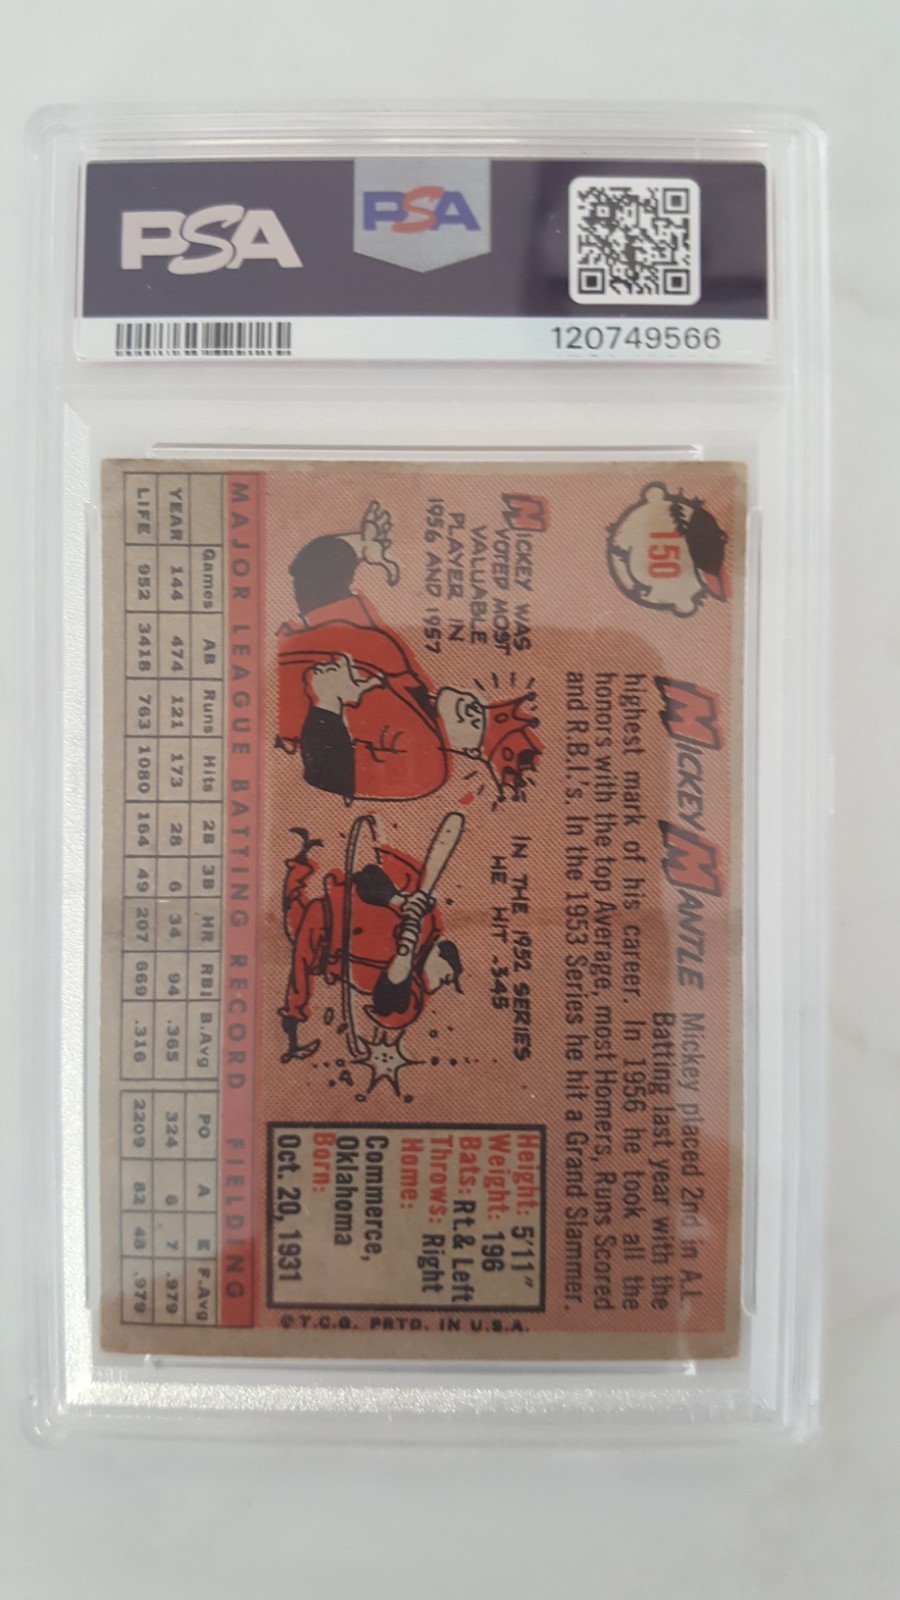 PSA
PSA
120749566
150
MICKEY MANTLE Mickey placed 2nd in A.L.
Batting last year with the
highest mark of his career. In 1956 he took all the
honors with the top Average, most Homers, Runs Scored
and R.B.I.'s. In the 1953 Series he hit a Grand Slammer.
MICKEY WAS
VOTED MOST
VALUABLE
PLAYER IN
1956 AND 1957
IN THE 1952 SERIES
HE HIT .345
Height: 5'11"
Weight: 196
Bats: Rt. & Left
Throws: Right
Home:
Commerce,
Oklahoma
Born:
Oct. 20, 1931
© T.C.G. PRTD. IN U.S.A.
MAJOR LEAGUE BATTING RECORD FIELDING
Games AB Runs Hits 2B 3B HR RBI B.Avg PO A E F.Avg
YEAR 144 474 121 173 28 6 34 94 .365 324 6 7 .979
LIFE 952 3418 763 1080 164 49 207 669 .316 2209 82 48 .979